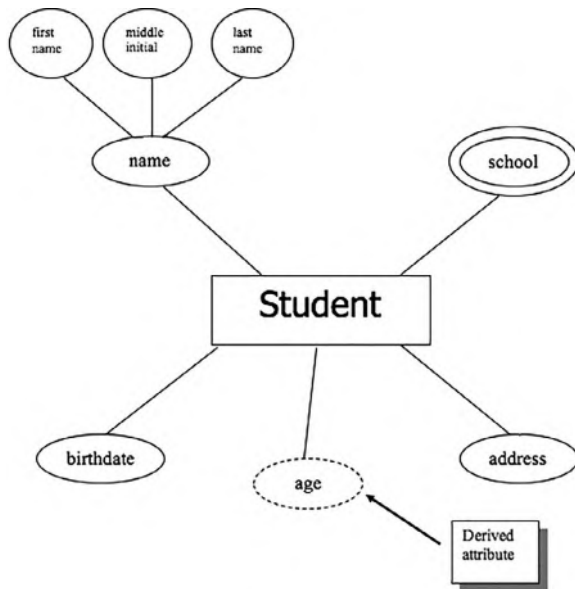 first
name
middle
initial
last
name
name
school
Student
birthdate
age
address
Derived
attribute